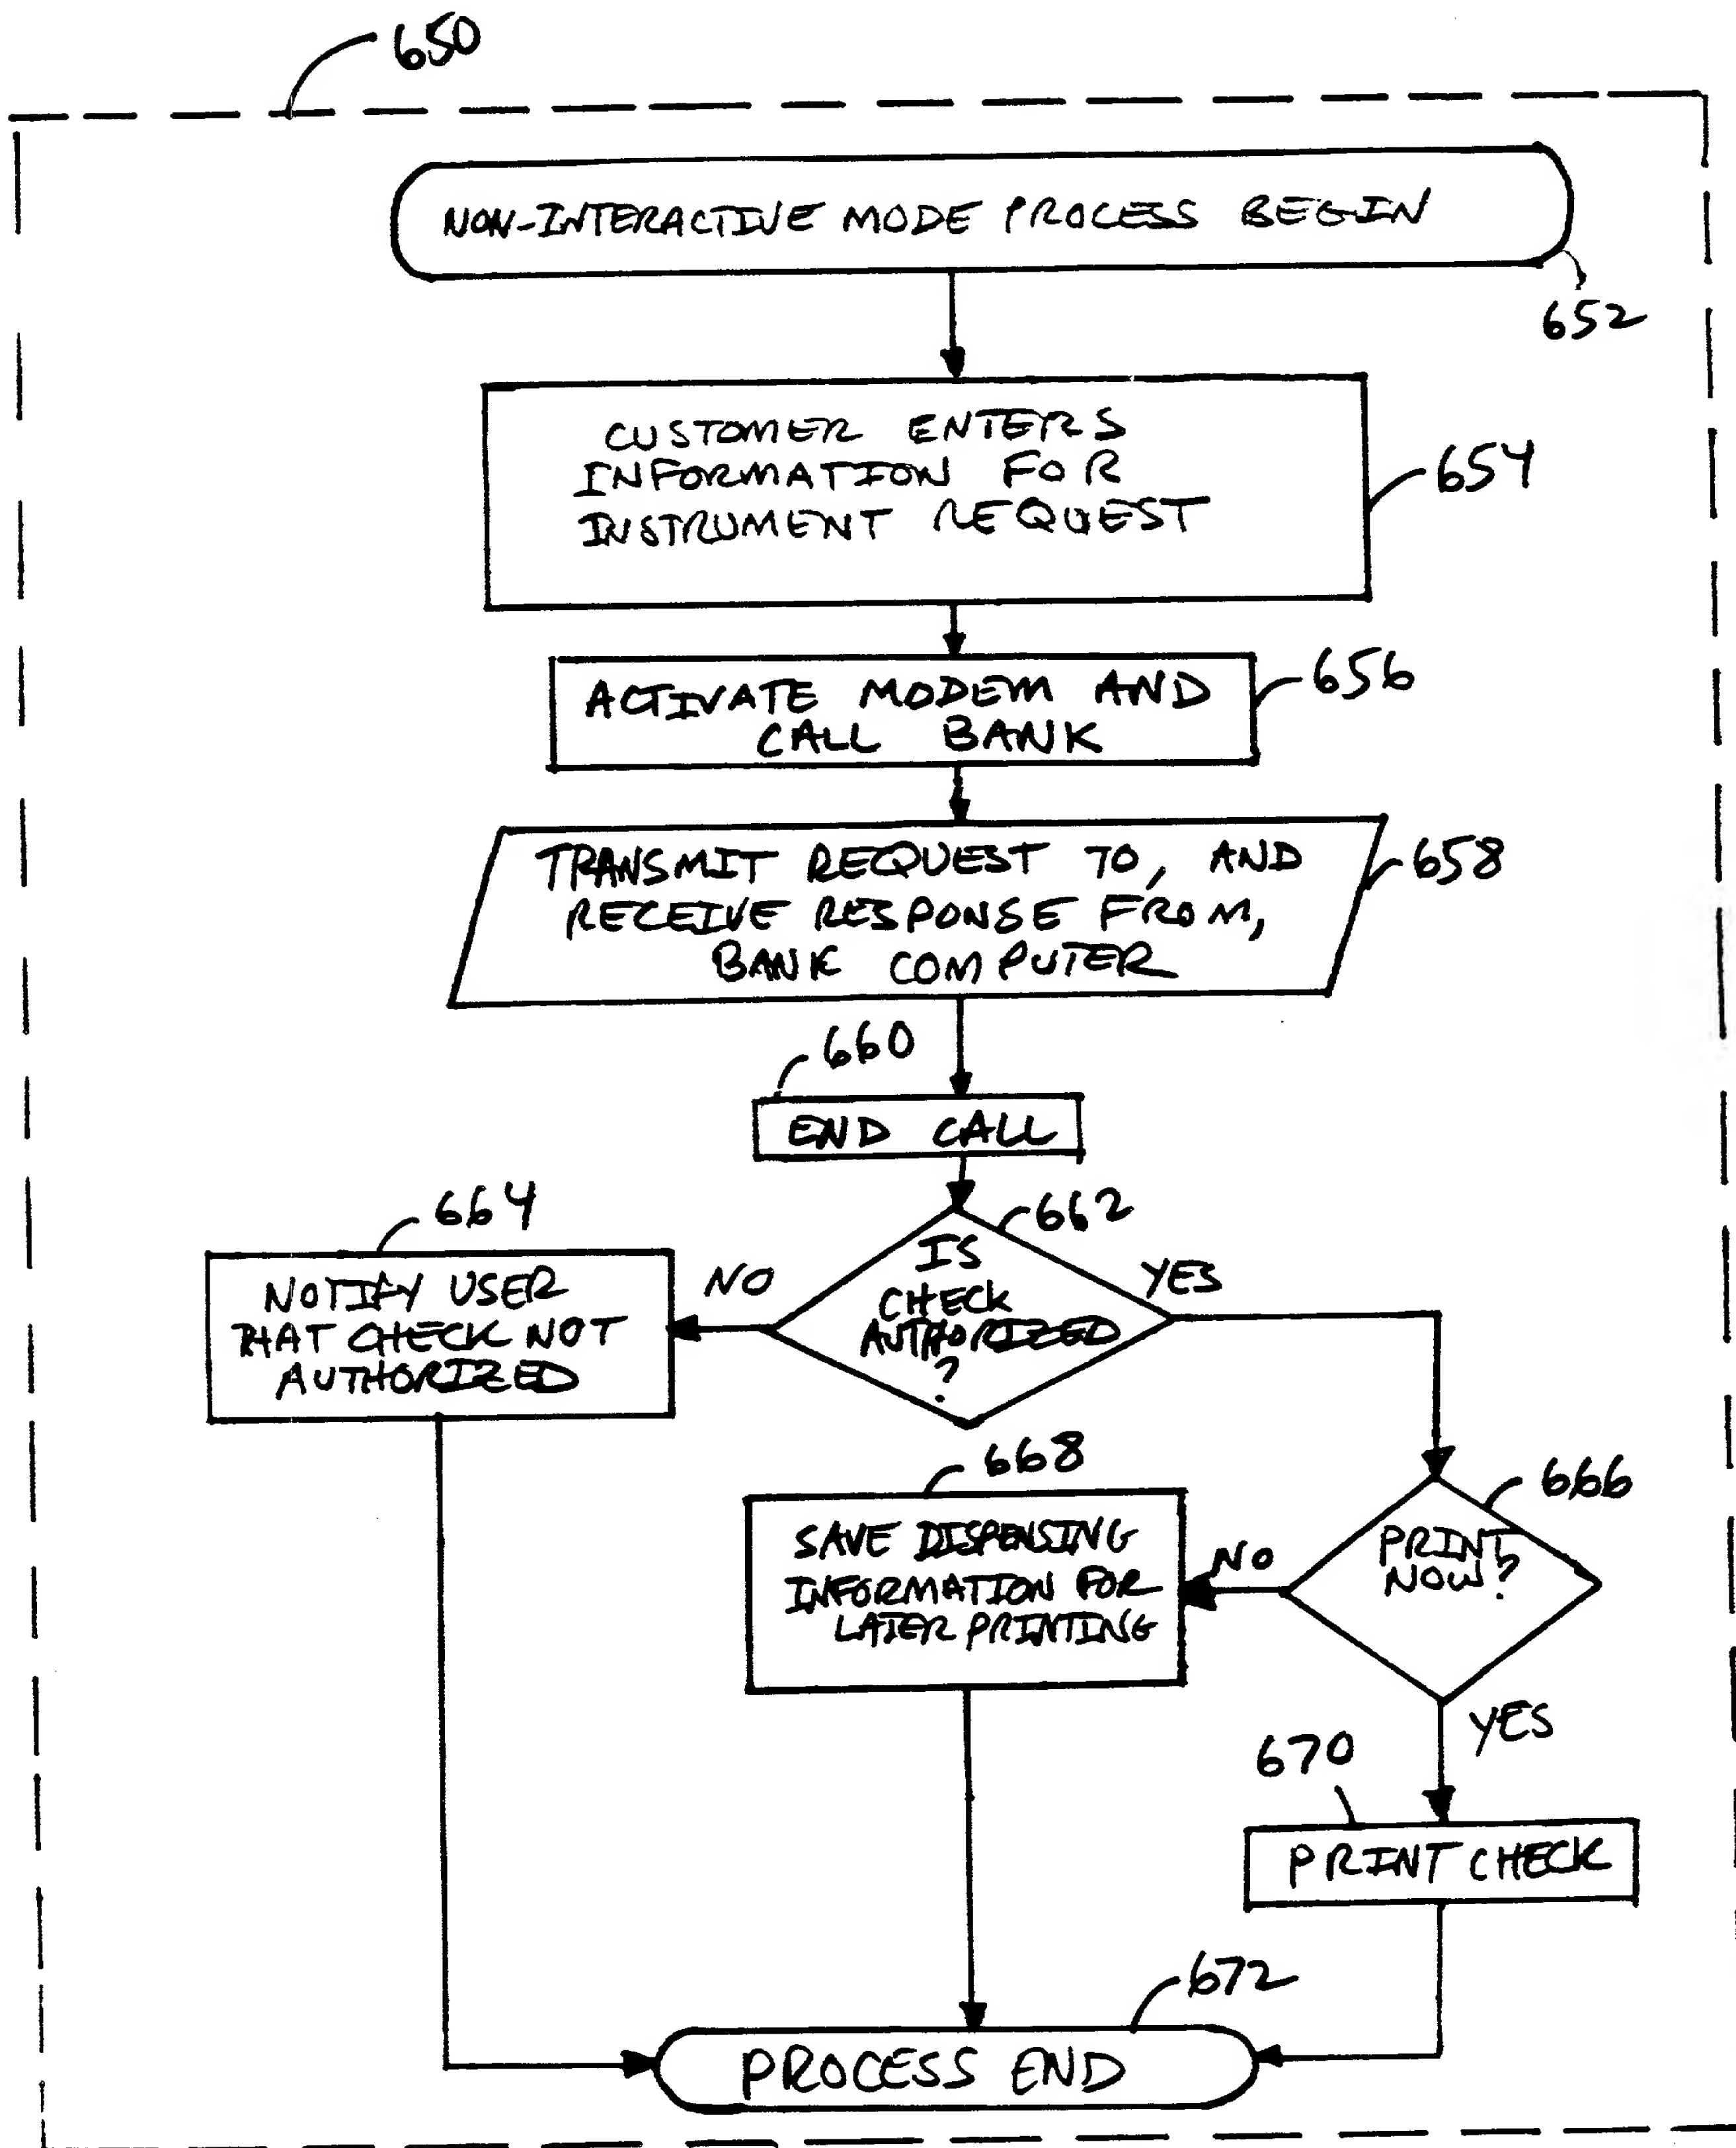 650
NON-INTERACTIVE MODE PROCESS BEGIN
652
CUSTOMER ENTERS
INFORMATION FOR
INSTRUMENT REQUEST
654
ACTIVATE MODEM AND
CALL BANK
656
TRANSMIT REQUEST TO, AND
RECEIVE RESPONSE FROM,
BANK COMPUTER
658
660
END CALL
662
IS
CHECK
AUTHORIZED
?
NO
YES
664
NOTIFY USER
THAT CHECK NOT
AUTHORIZED
666
PRINT
NOW?
NO
YES
668
SAVE DISPENSING
INFORMATION FOR
LATER PRINTING
670
PRINT CHECK
672
PROCESS END